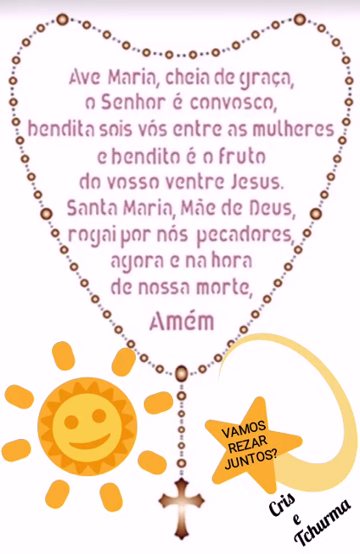 Ave Maria, cheia de graça,
o Senhor é convosco,
bendita sois vós entre as mulheres
e bendito é o fruto
do vosso ventre Jesus.
Santa Maria, Mãe de Deus,
rogai por nós pecadores,
agora e na hora
de nossa morte,
Amém
VAMOS
REZAR
JUNTOS?
Cris
e
Tchurma